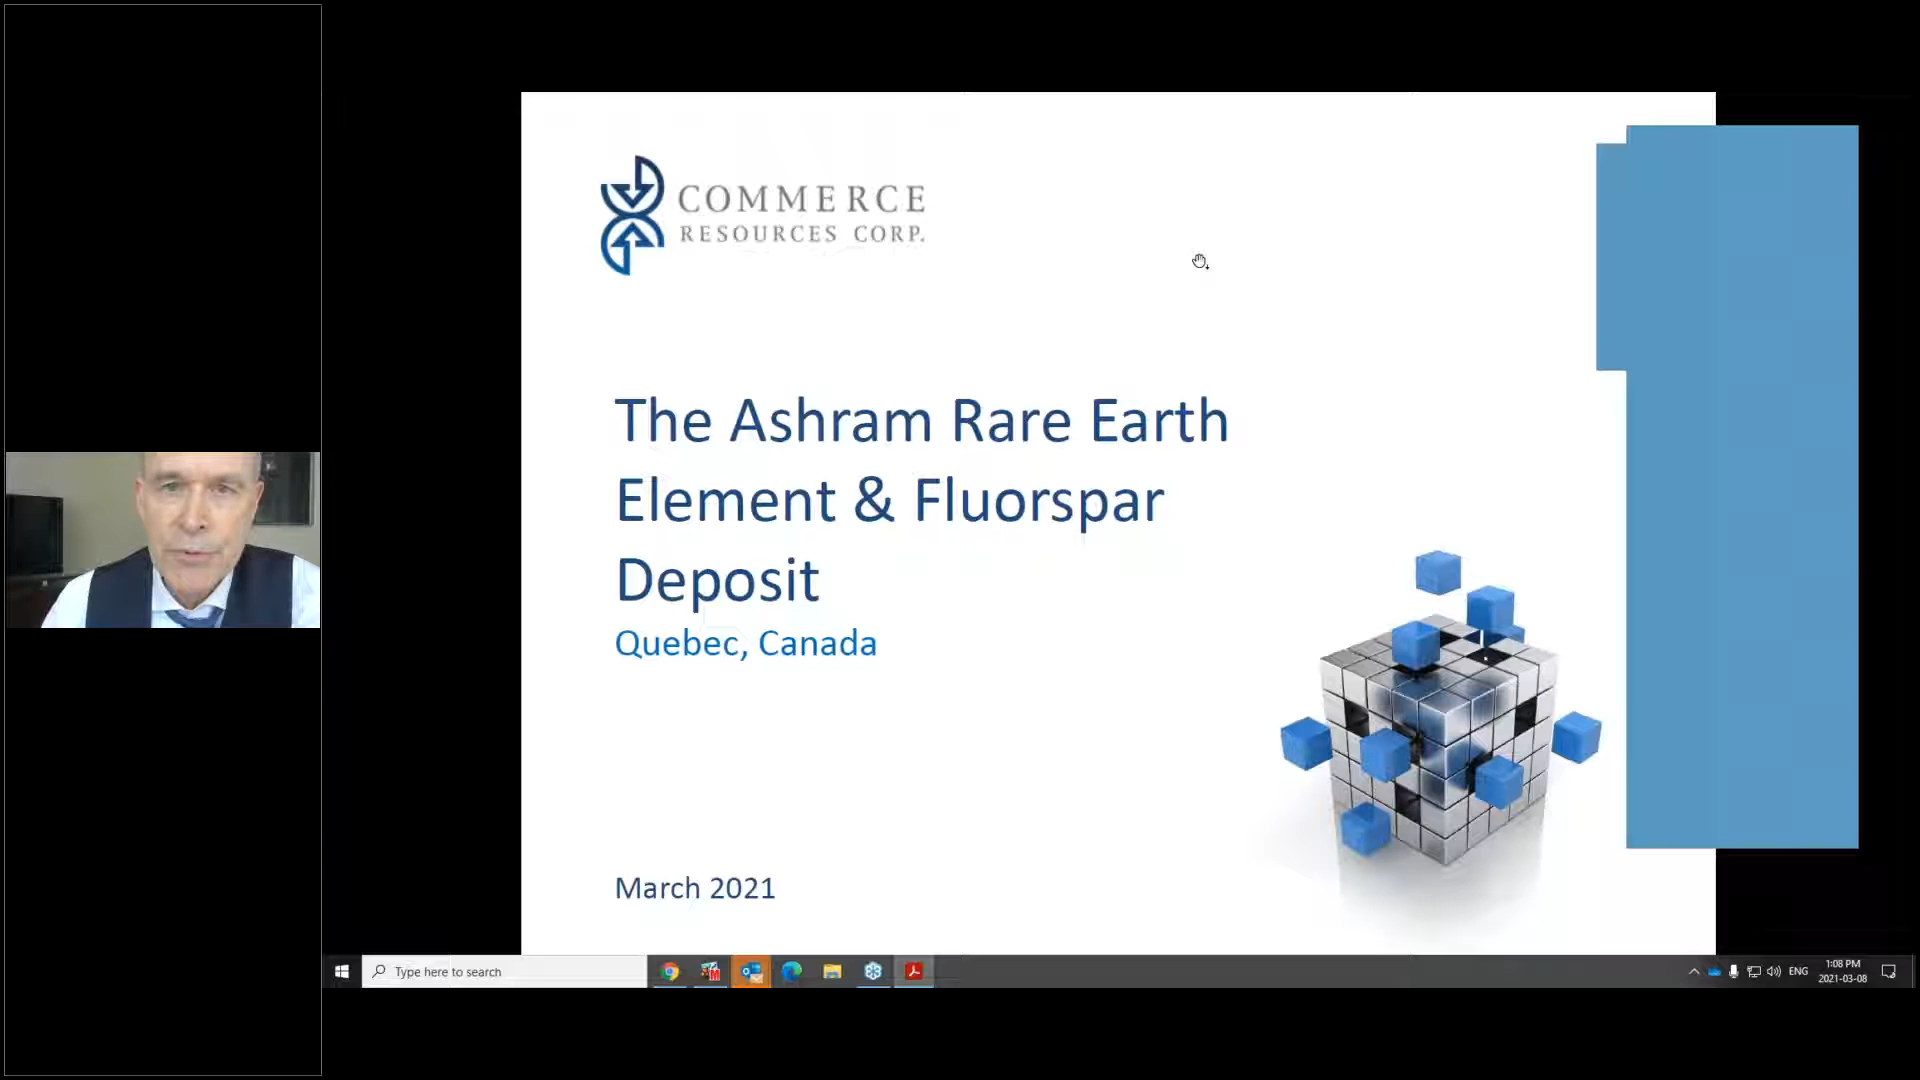 COMMERCE
RESOURCES CORP.
The Ashram Rare Earth
Element & Fluorspar
Deposit
Quebec, Canada
March 2021
Type here to search
ENG
1:08 PM
2021-03-08